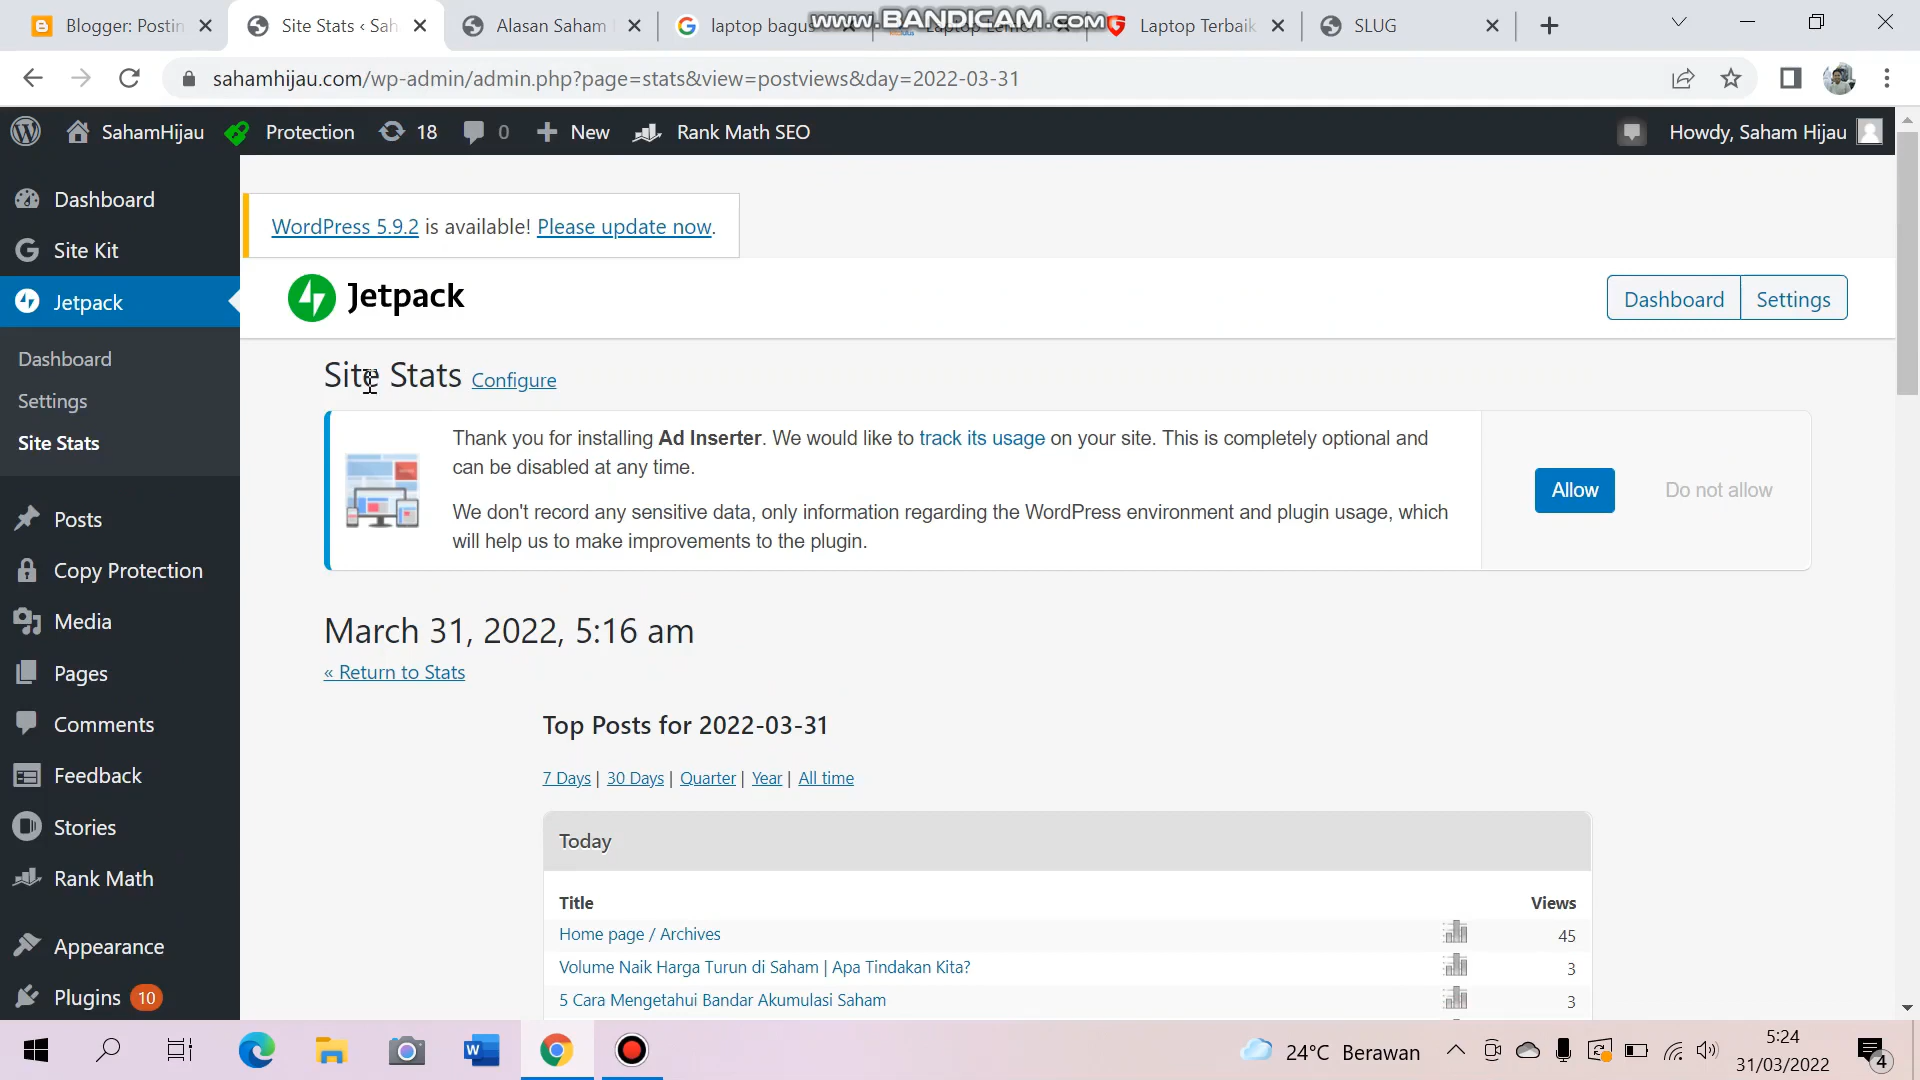 Blogger: Postin
Site Stats ‹ Sah
Alasan Saham
laptop bagus
Laptop Lemot
Laptop Terbaik
SLUG
www.BANDICAM.com
sahamhijau.com/wp-admin/admin.php?page=stats&view=postviews&day=2022-03-31
SahamHijau
Protection
18
0
New
Rank Math SEO
Howdy, Saham Hijau
Dashboard
Site Kit
Jetpack
Dashboard
Settings
Site Stats
Posts
Copy Protection
Media
Pages
Comments
Feedback
Stories
Rank Math
Appearance
Plugins 10
WordPress 5.9.2 is available! Please update now.
Jetpack
Dashboard
Settings
Site Stats Configure
Thank you for installing Ad Inserter. We would like to track its usage on your site. This is completely optional and
can be disabled at any time.
We don't record any sensitive data, only information regarding the WordPress environment and plugin usage, which
will help us to make improvements to the plugin.
Allow
Do not allow
March 31, 2022, 5:16 am
« Return to Stats
Top Posts for 2022-03-31
7 Days | 30 Days | Quarter | Year | All time
Today
Title Views
Home page / Archives 45
Volume Naik Harga Turun di Saham | Apa Tindakan Kita? 3
5 Cara Mengetahui Bandar Akumulasi Saham 3
24°C Berawan
5:24
31/03/2022
4